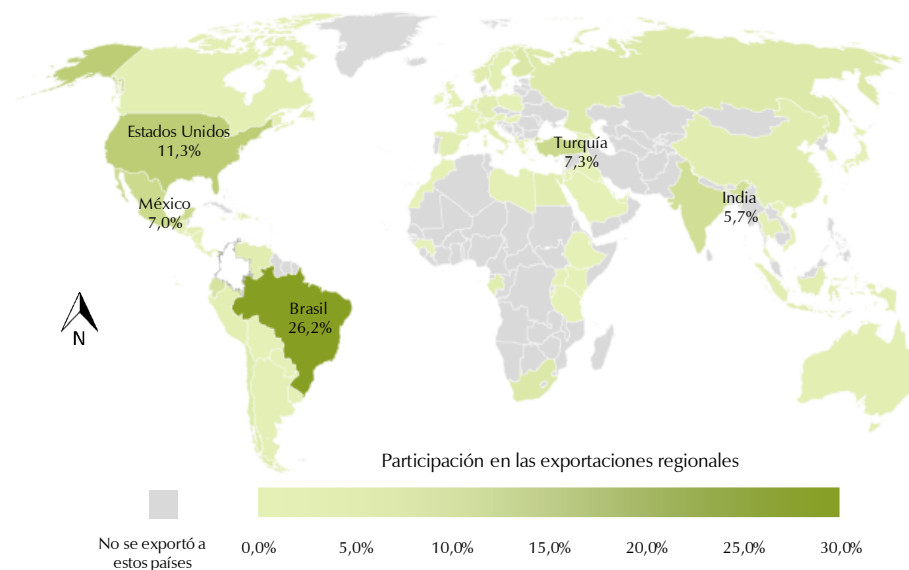 Estados Unidos
11,3%
Turquía
7,3%
México
7,0%
India
5,7%
Brasil
26,2%
N
Participación en las exportaciones regionales
No se exportó a
estos países
0,0%
5,0%
10,0%
15,0%
20,0%
25,0%
30,0%